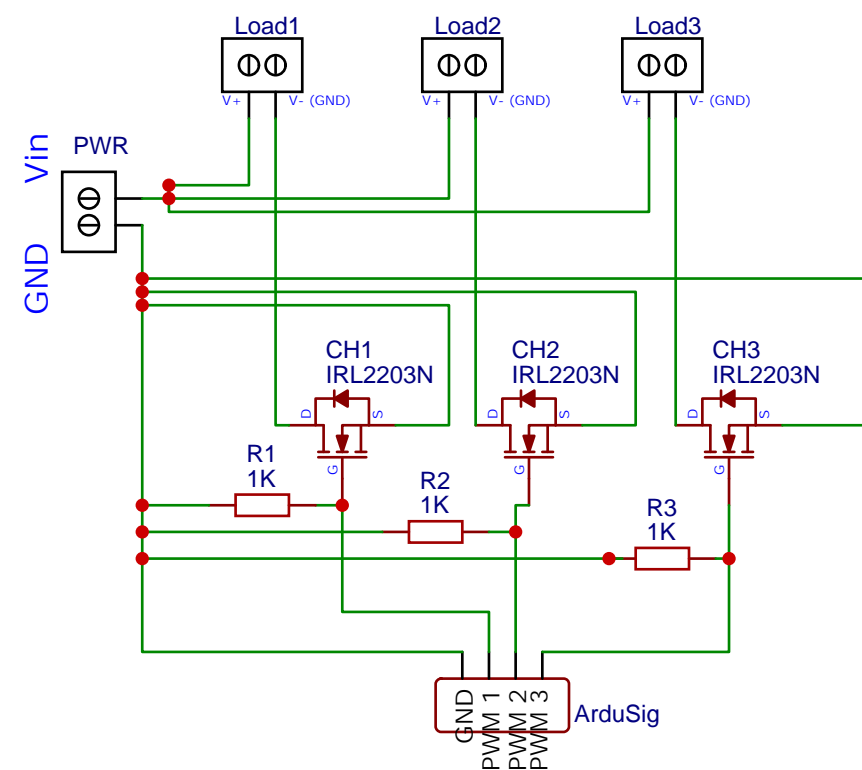 Load1
Load2
Load3
V+
V- (GND)
V+
V- (GND)
V+
V- (GND)
Vin
PWR
GND
CH1
IRL2203N
CH2
IRL2203N
CH3
IRL2203N
D
S
G
D
S
G
D
S
G
R1
1K
R2
1K
R3
1K
GND
PWM 1
PWM 2
PWM 3
ArduSig